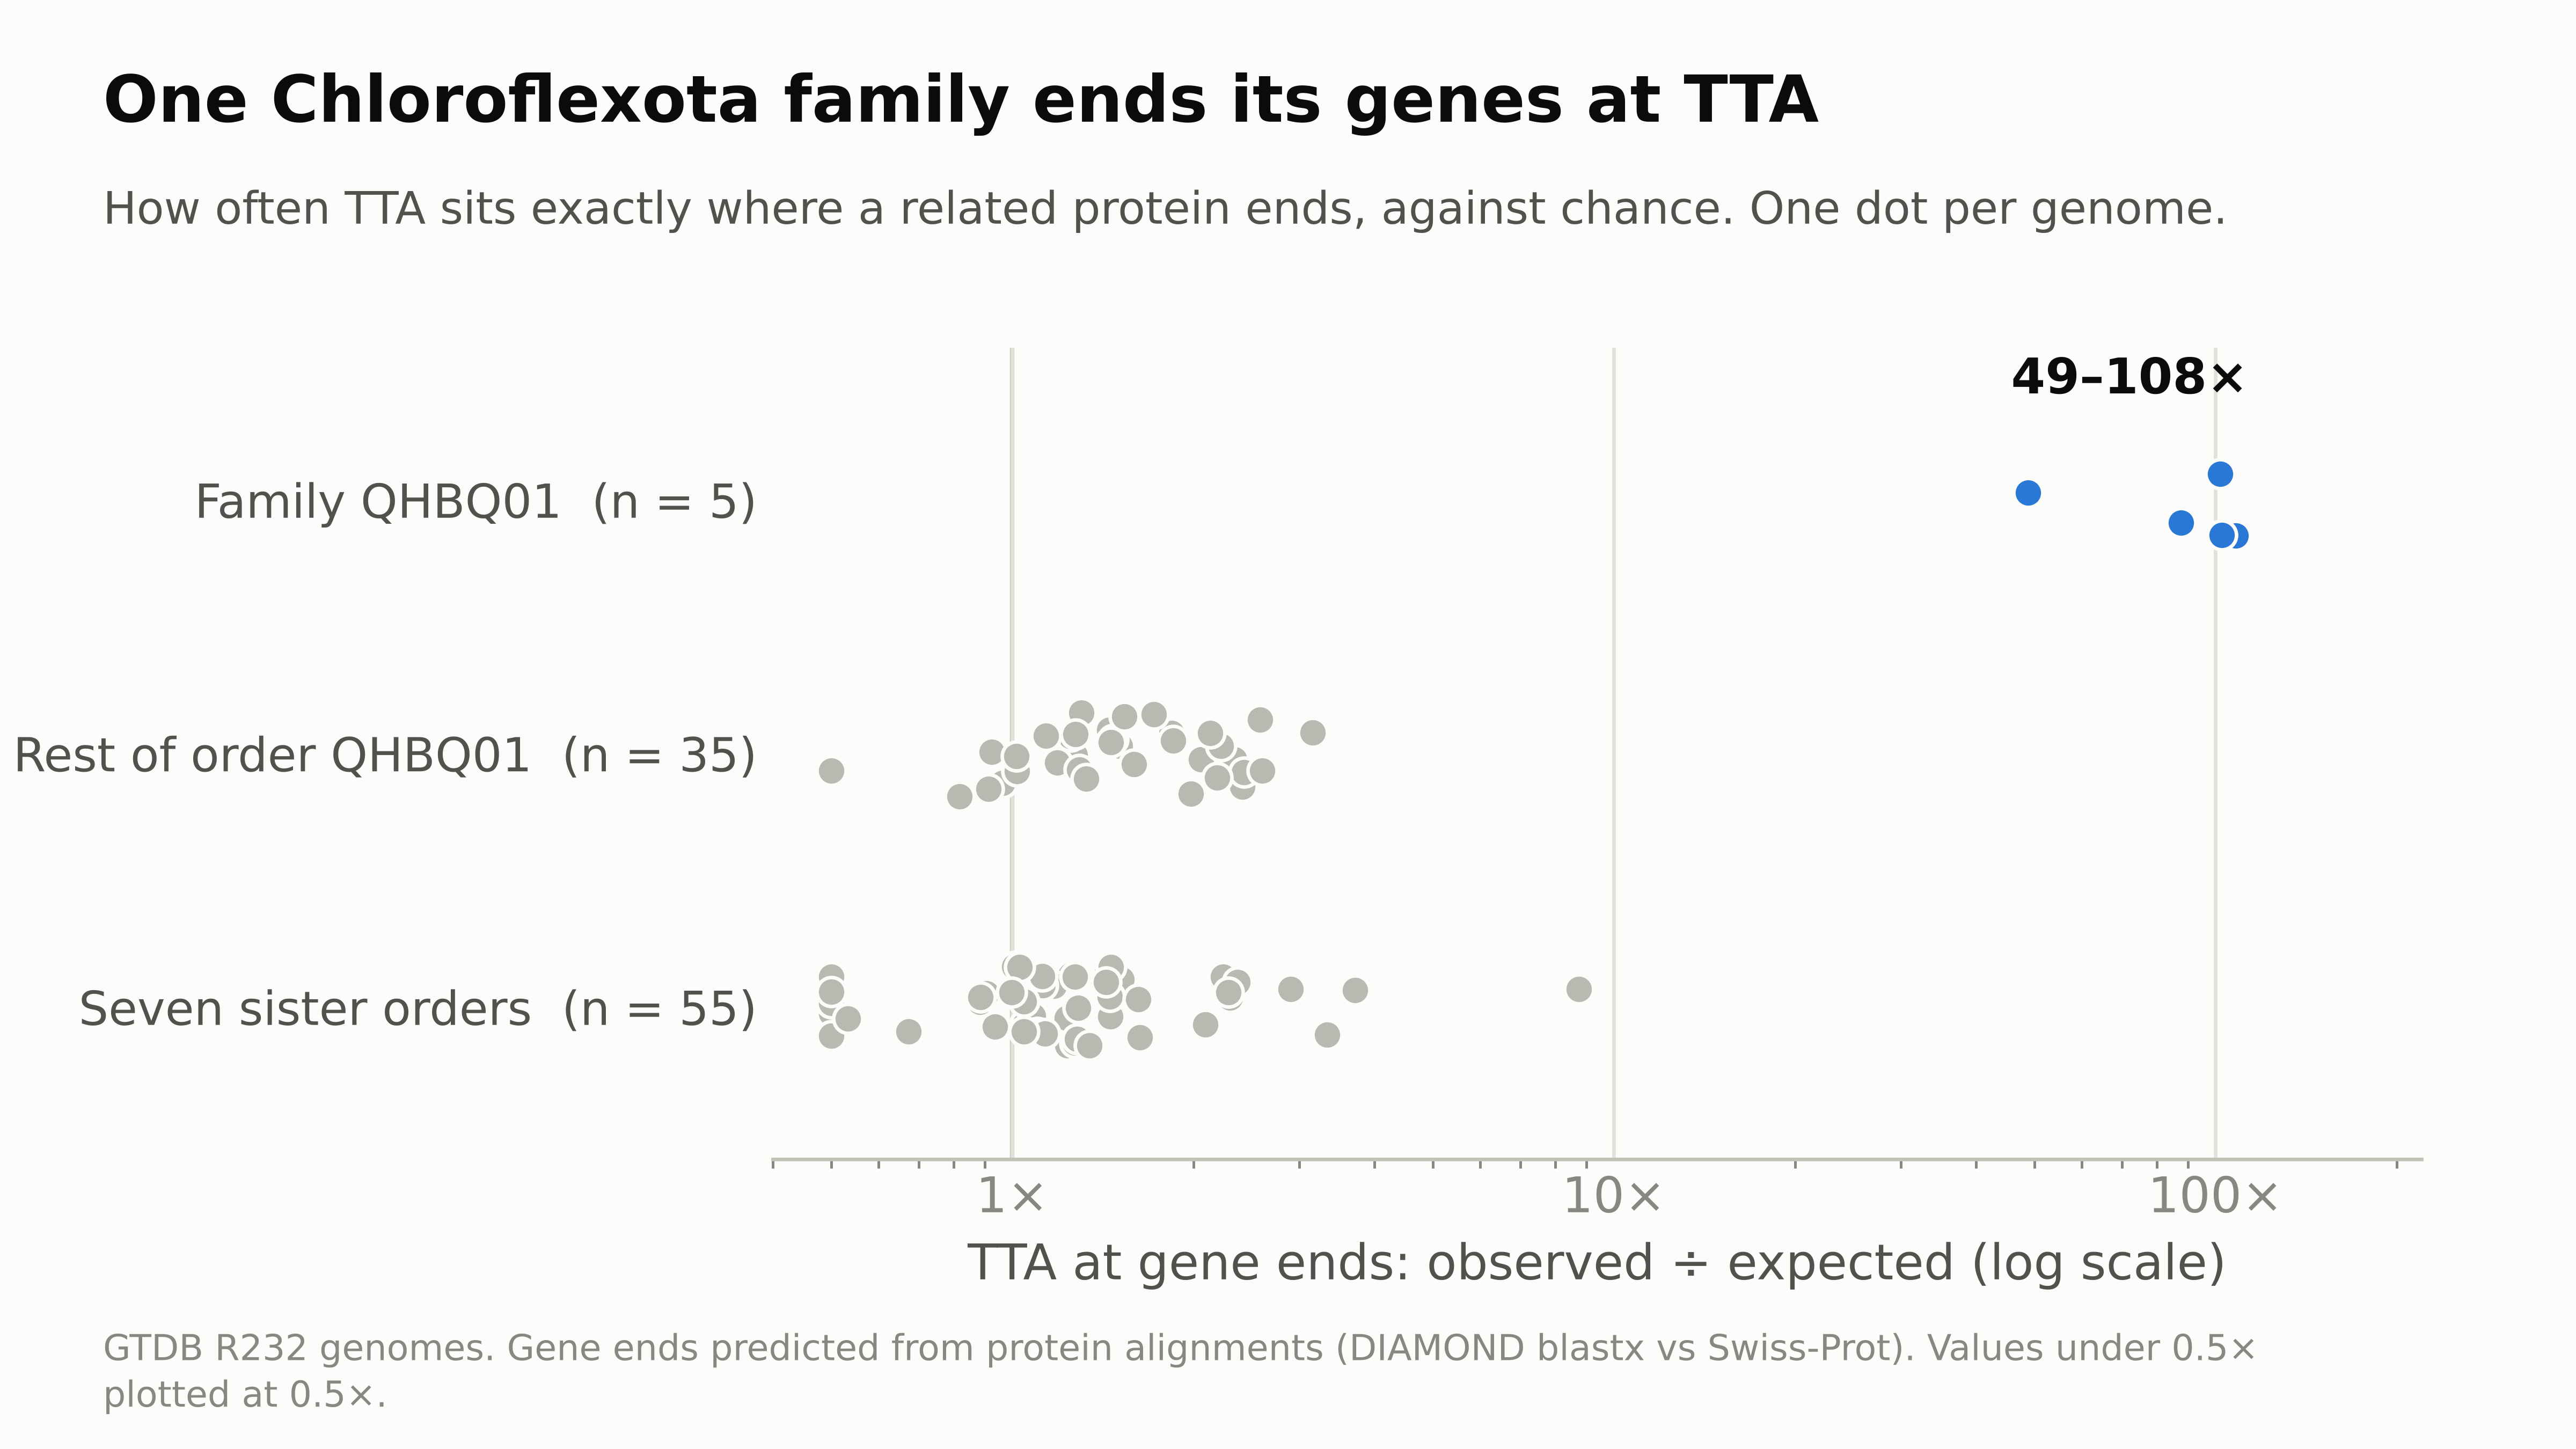 One Chloroflexota family ends its genes at TTA
How often TTA sits exactly where a related protein ends, against chance. One dot per genome.
49–108×
Family QHBQ01 (n = 5)
Rest of order QHBQ01 (n = 35)
Seven sister orders (n = 55)
1× 10× 100×
TTA at gene ends: observed ÷ expected (log scale)
GTDB R232 genomes. Gene ends predicted from protein alignments (DIAMOND blastx vs Swiss-Prot). Values under 0.5×
plotted at 0.5×.